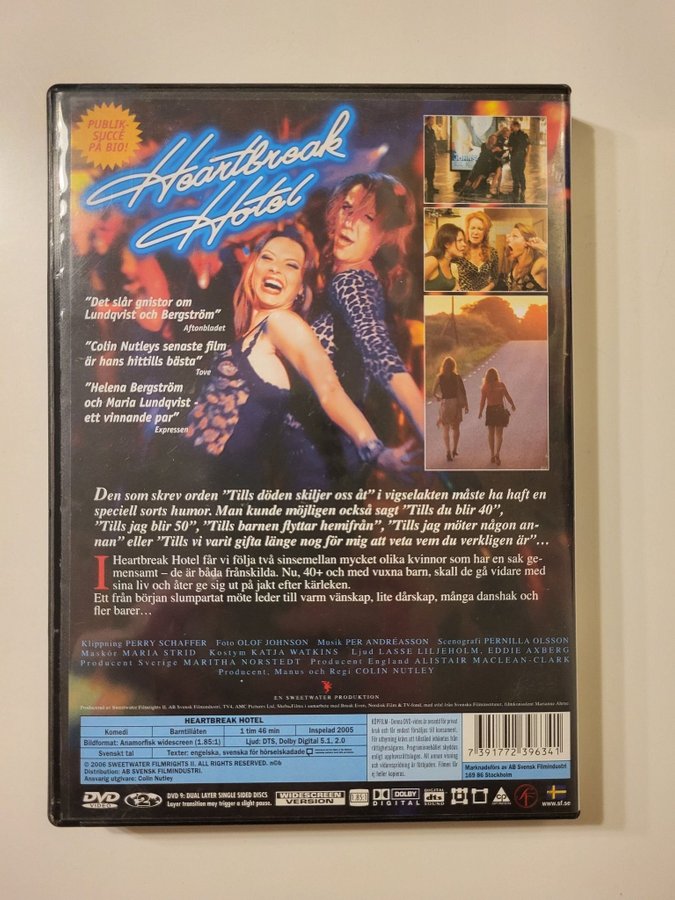 PUBLIK-
SUCCÉ
PÅ BIO!
Heartbreak
Hotel
"Det slår gnistor om
Lundqvist och Bergström"
Aftonbladet
"Colin Nutleys senaste film
är hans hittills bästa"
Tove
"Helena Bergström
och Maria Lundqvist -
ett vinnande par"
Expressen
Den som skrev orden "Tills döden skiljer oss åt" i vigselakten måste ha haft en
speciell sorts humor. Man kunde möjligen också sagt "Tills du blir 40",
"Tills jag blir 50", "Tills barnen flyttar hemifrån", "Tills jag möter någon an-
nan" eller "Tills vi varit gifta länge nog för mig att veta vem du verkligen är"...
I Heartbreak Hotel får vi följa två sinsemellan mycket olika kvinnor som har en sak ge-
mensamt – de är båda frånskilda. Nu, 40+ och med vuxna barn, skall de gå vidare med
sina liv och åter ge sig ut på jakt efter kärleken.
Ett från början slumpartat möte leder till varm vänskap, lite dårskap, många danshak och
fler barer...
Klippning PERRY SCHAFFER Foto OLOF JOHNSON Musik PER ANDRÉASSON Scenografi PERNILLA OLSSON
Maskör MARIA STRID Kostym KATJA WATKINS Ljud LASSE LILJEHOLM, EDDIE AXBERG
Producent Sverige MARITHA NORSTEDT Producent England ALISTAIR MACLEAN-CLARK
Producent, Manus och Regi COLIN NUTLEY
EN SWEETWATER PRODUKTION
HEARTBREAK HOTEL
Komedi Barntillåten 1 tim 46 min Inspelad 2005
Bildformat: Anamorfisk widescreen (1.85:1) Ljud: DTS, Dolby Digital 5.1, 2.0
Svenskt tal Texter: engelska, svenska för hörselskadade
© 2006 SWEETWATER FILMRIGHTS II. ALL RIGHTS RESERVED. nCb
Distribution: AB SVENSK FILMINDUSTRI.
Ansvarig utgivare: Colin Nutley
7 391772 396341
Marknadsförs av AB Svensk Filmindustri
169 86 Stockholm
DVD
VIDEO
2
DVD 9: DUAL LAYER SINGLE SIDED DISCS
Layer transition may trigger a slight pause.
WIDESCREEN
VERSION
1.85:1
DOLBY
DIGITAL
DIGITAL
dts
SOUND
SF
www.sf.se